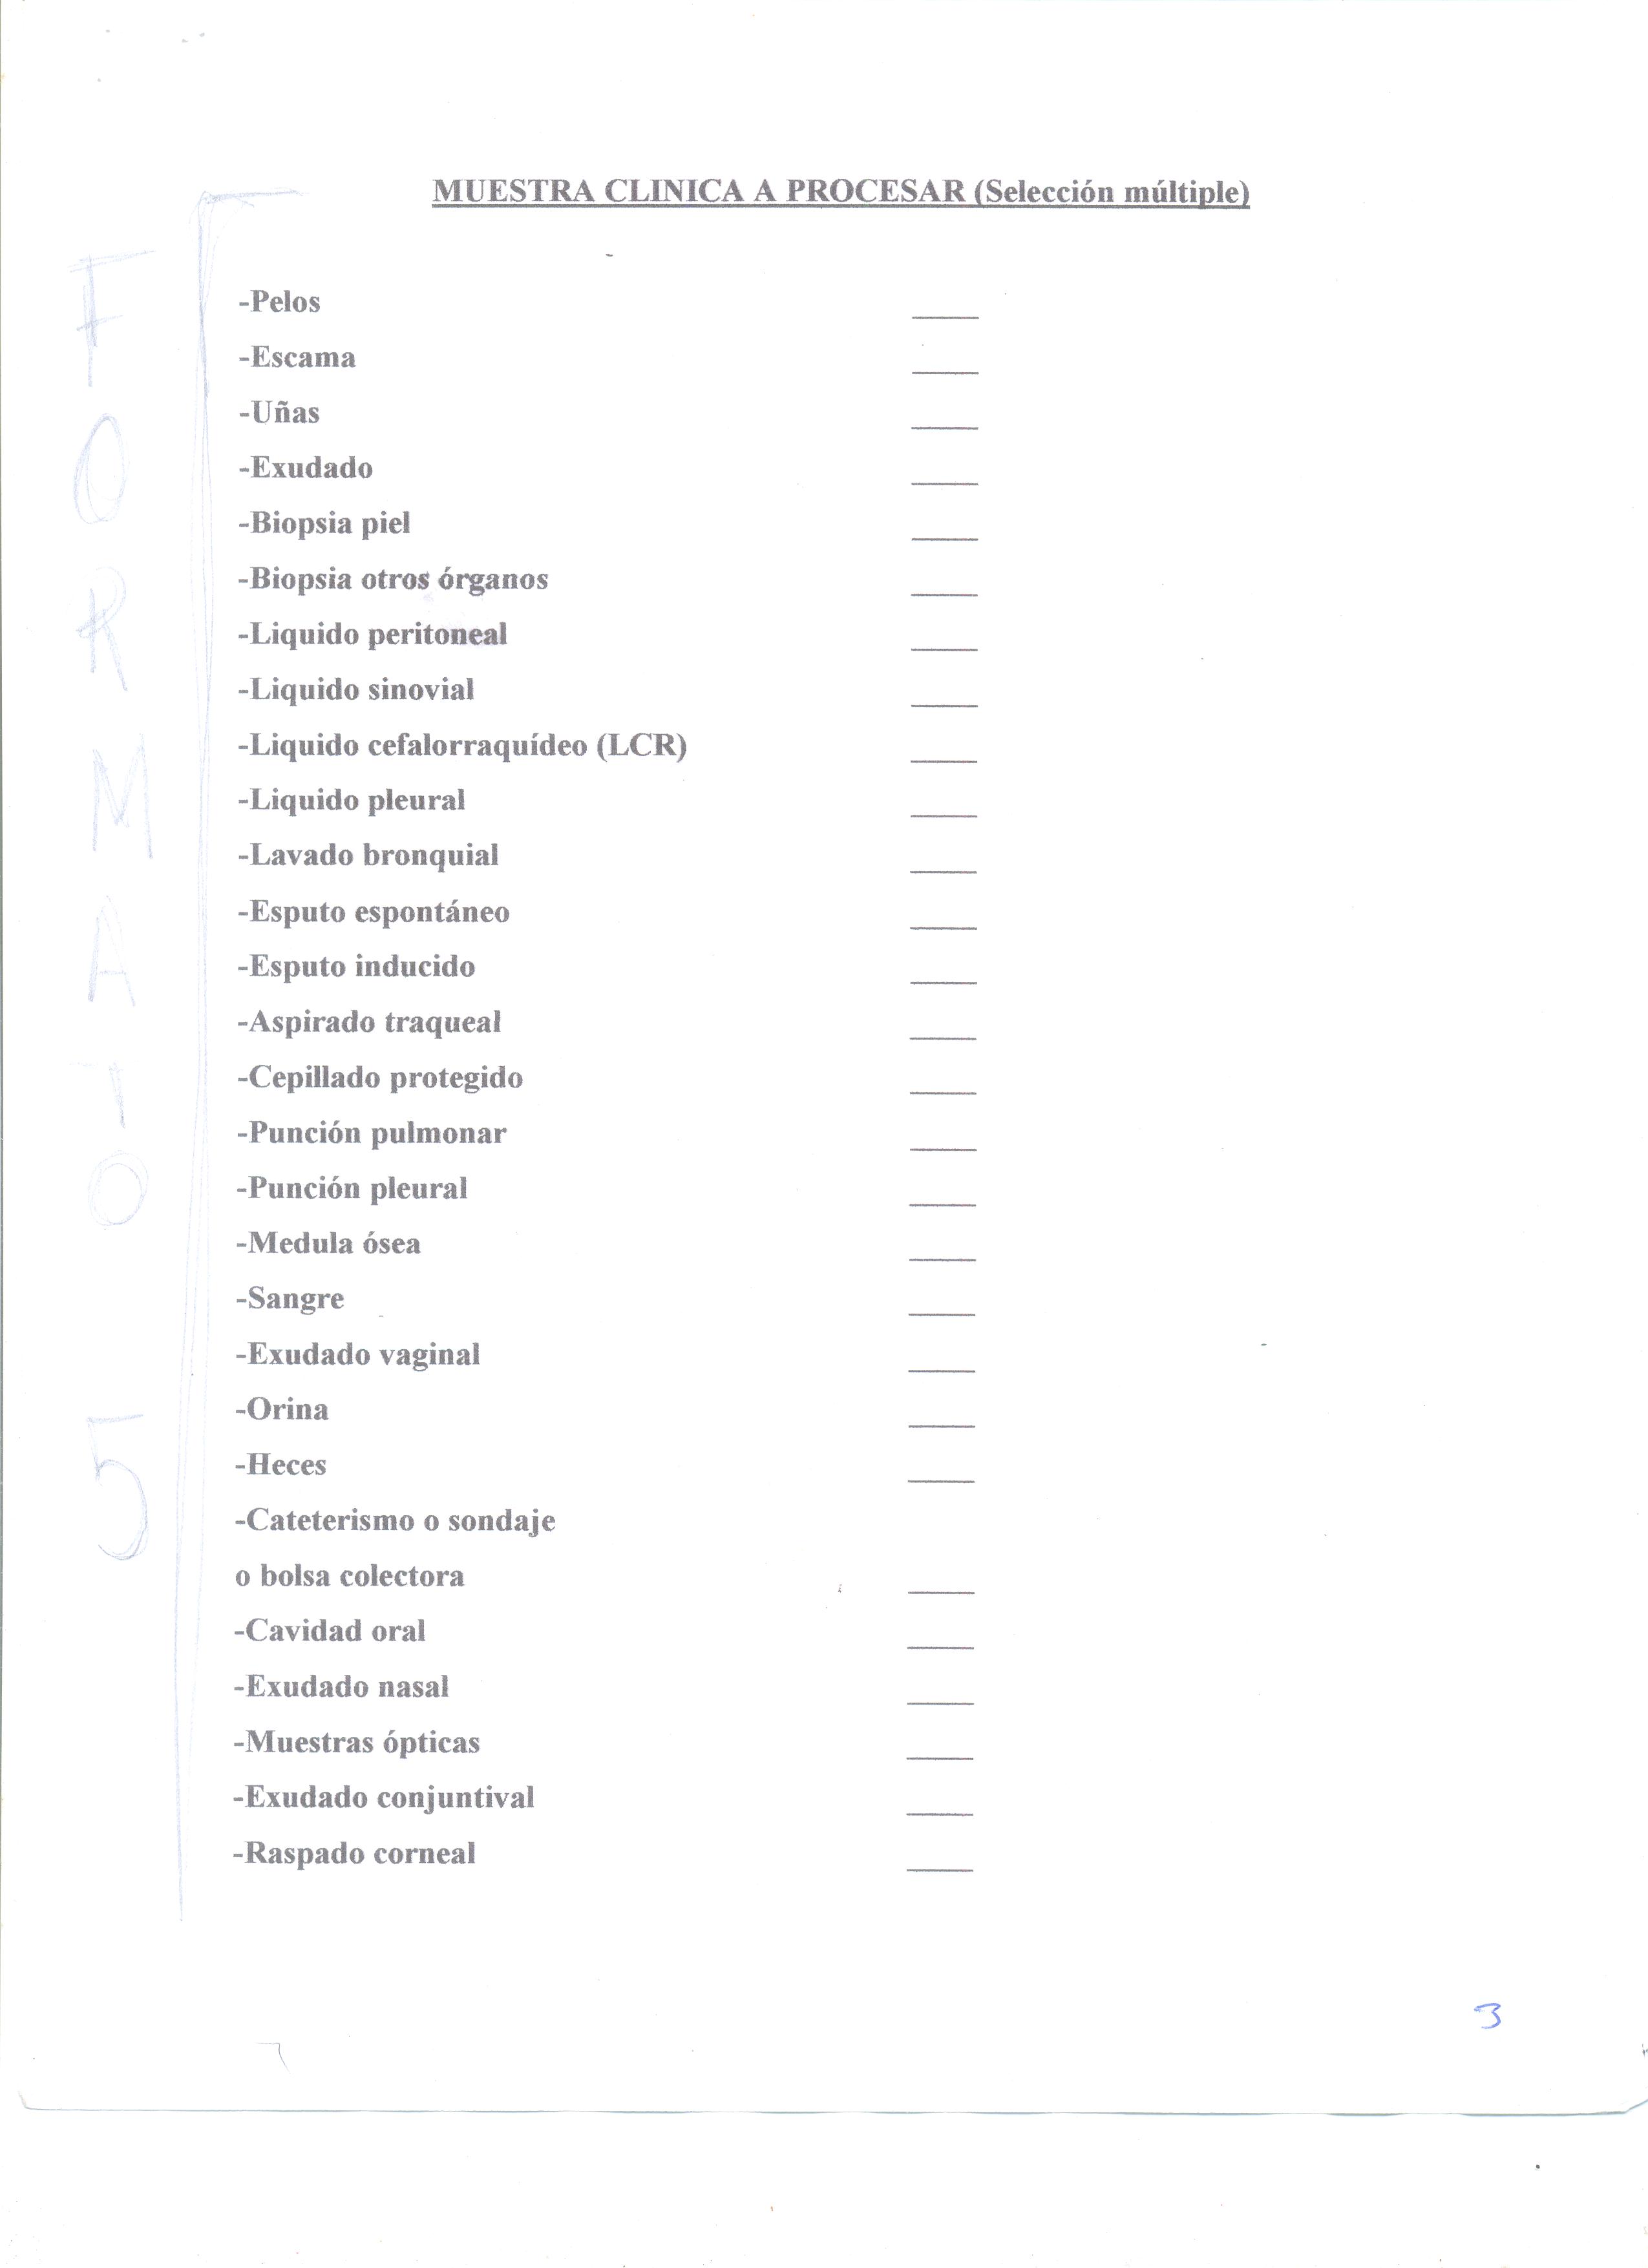 MUESTRA CLINICA A PROCESAR (Selección múltiple)
FORMATO 5
-Pelos ____
-Escama ____
-Uñas ____
-Exudado ____
-Biopsia piel ____
-Biopsia otros órganos ____
-Liquido peritoneal ____
-Liquido sinovial ____
-Liquido cefalorraquídeo (LCR) ____
-Liquido pleural ____
-Lavado bronquial ____
-Esputo espontáneo ____
-Esputo inducido ____
-Aspirado traqueal ____
-Cepillado protegido ____
-Punción pulmonar ____
-Punción pleural ____
-Medula ósea ____
-Sangre ____
-Exudado vaginal ____
-Orina ____
-Heces ____
-Cateterismo o sondaje
o bolsa colectora ____
-Cavidad oral ____
-Exudado nasal ____
-Muestras ópticas ____
-Exudado conjuntival ____
-Raspado corneal ____
3